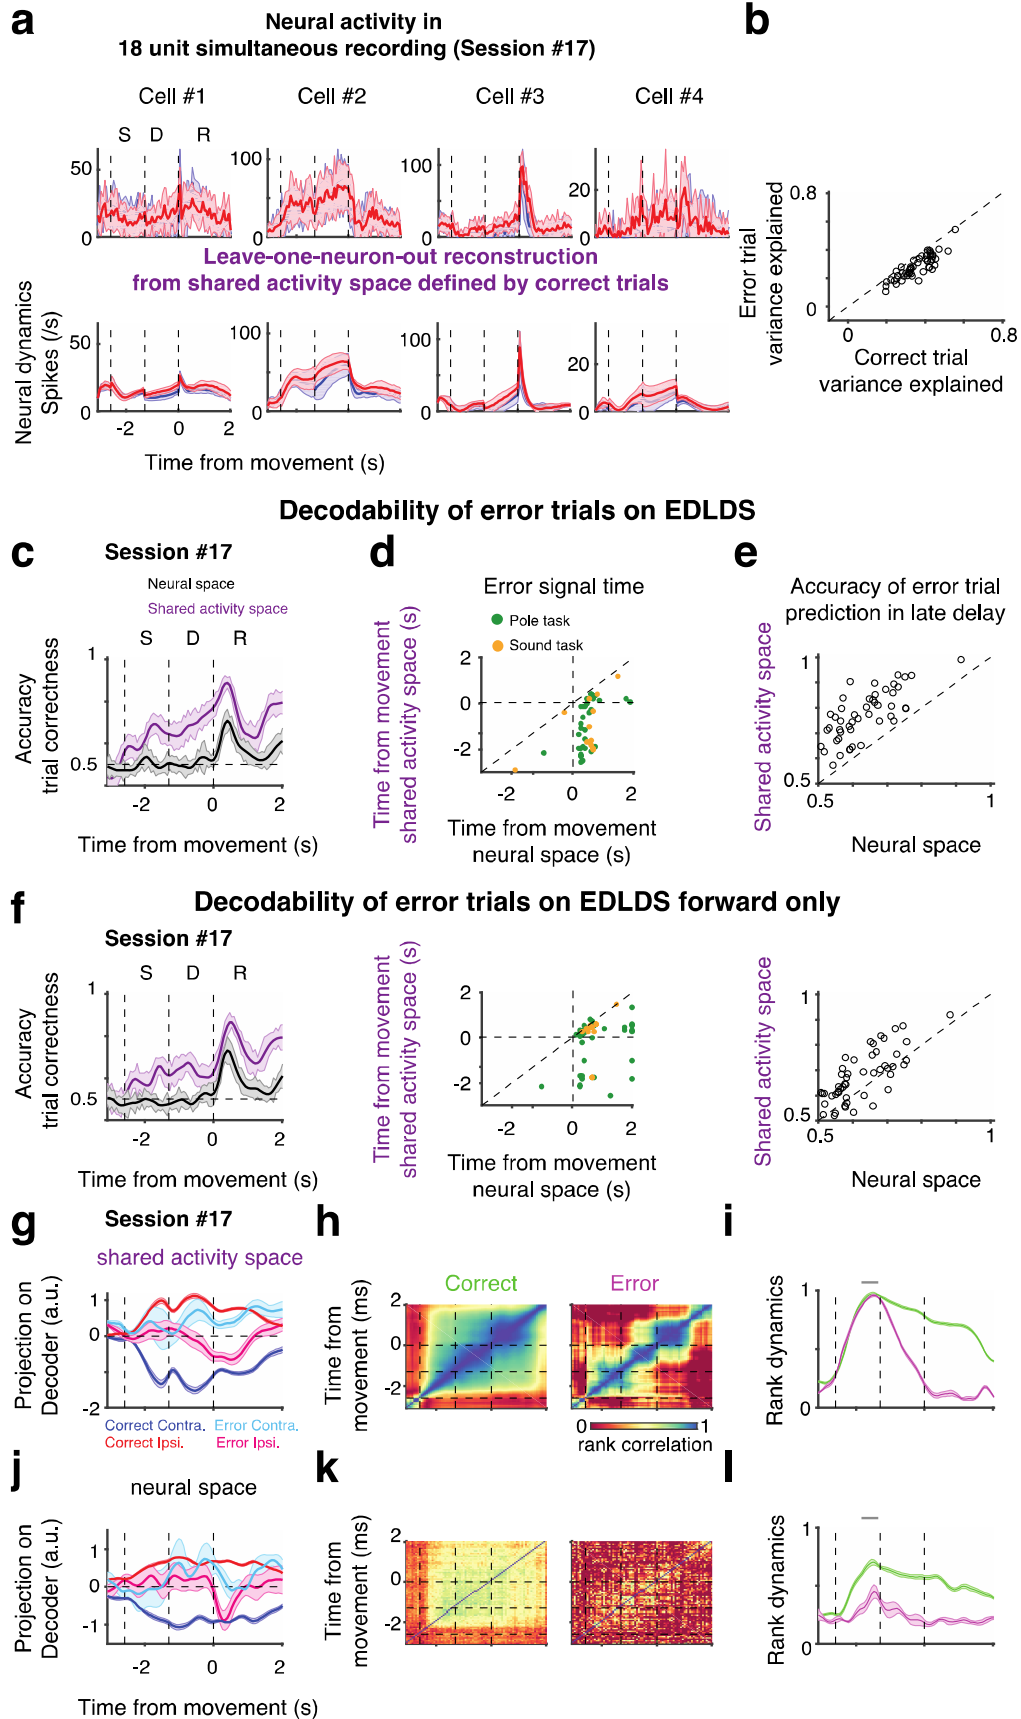 a
Neural activity in
18 unit simultaneous recording (Session #17)
b
Cell #1
Cell #2
Cell #3
Cell #4
S D R
50
0
100
0
100
0
20
0
Leave-one-neuron-out reconstruction
from shared activity space defined by correct trials
Neural dynamics
Spikes (/s)
50
0
100
0
100
0
20
0
-2 0 2
Time from movement (s)
0.8
0
Error trial
variance explained
0 0.8
Correct trial
variance explained
Decodability of error trials on EDLDS
c
Session #17
Neural space
Shared activity space
S D R
1
0.5
Accuracy
trial correctness
-2 0 2
Time from movement (s)
d
Error signal time
Pole task
Sound task
Time from movement
shared activity space (s)
2
0
-2
-2 0 2
Time from movement
neural space (s)
e
Accuracy of error trial
prediction in late delay
Shared activity space
1
0.5
0.5 1
Neural space
Decodability of error trials on EDLDS forward only
f
Session #17
S D R
1
0.5
Accuracy
trial correctness
-2 0 2
Time from movement (s)
Time from movement
shared activity space (s)
2
0
-2
-2 0 2
Time from movement
neural space (s)
Shared activity space
1
0.5
0.5 1
Neural space
g
Session #17
shared activity space
Projection on
Decoder (a.u.)
1
0
-2
Correct Contra. Error Contra.
Correct Ipsi. Error Ipsi.
h
Correct
Error
Time from
movement (ms)
2
0
-2
0 1
rank correlation
i
Rank dynamics
1
0
j
neural space
Projection on
Decoder (a.u.)
1
0
-1
-2 0 2
Time from movement (s)
k
Time from
movement (ms)
2
0
-2
l
Rank dynamics
1
0